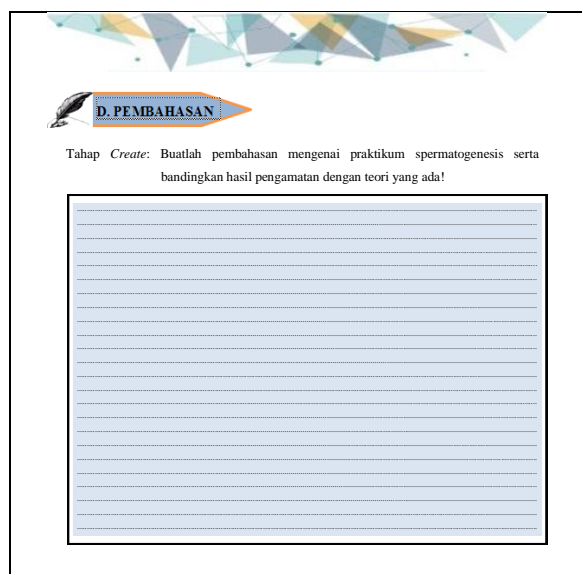 D. PEMBAHASAN
Tahap Create: Buatlah pembahasan mengenai praktikum spermatogenesis serta
bandingkan hasil pengamatan dengan teori yang ada!